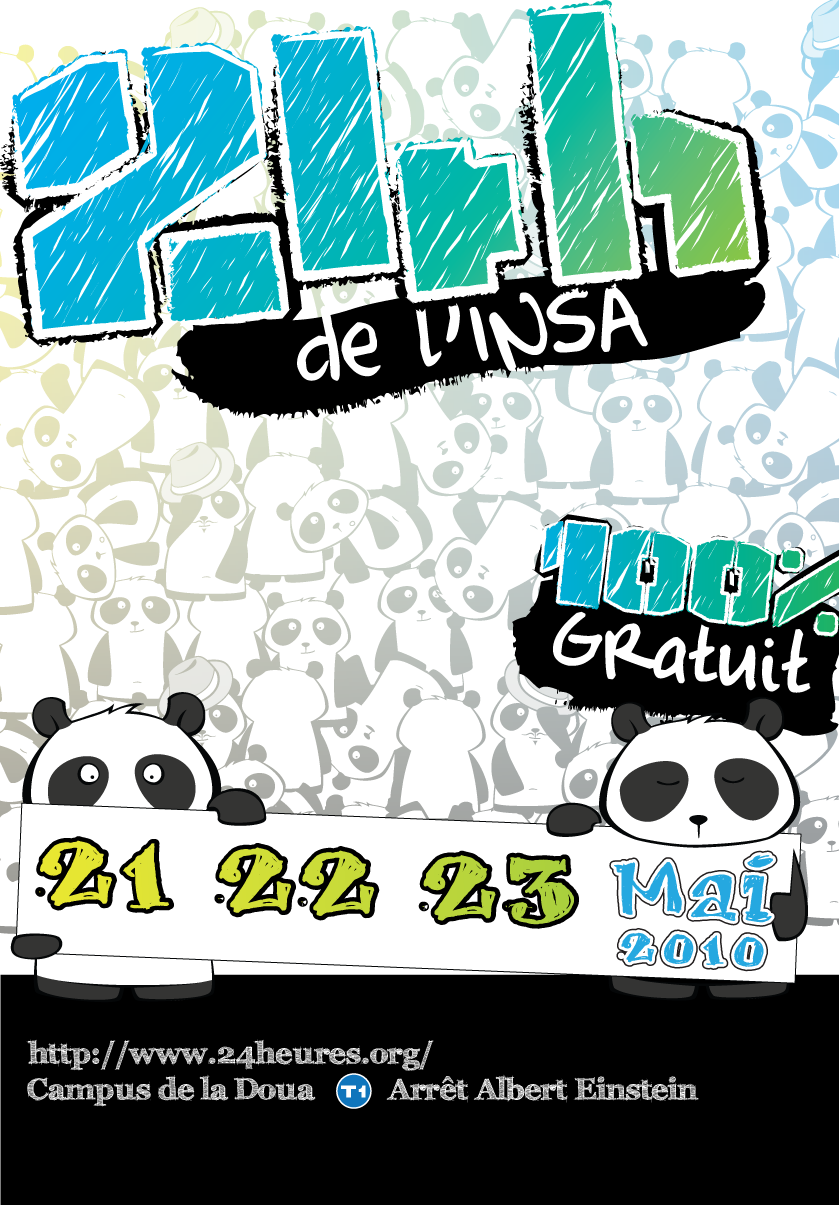 24h
de l'INSA
100%
GRatuit
21 22 23 Mai
2010
http://www.24heures.org/
Campus de la Doua T1 Arrêt Albert Einstein